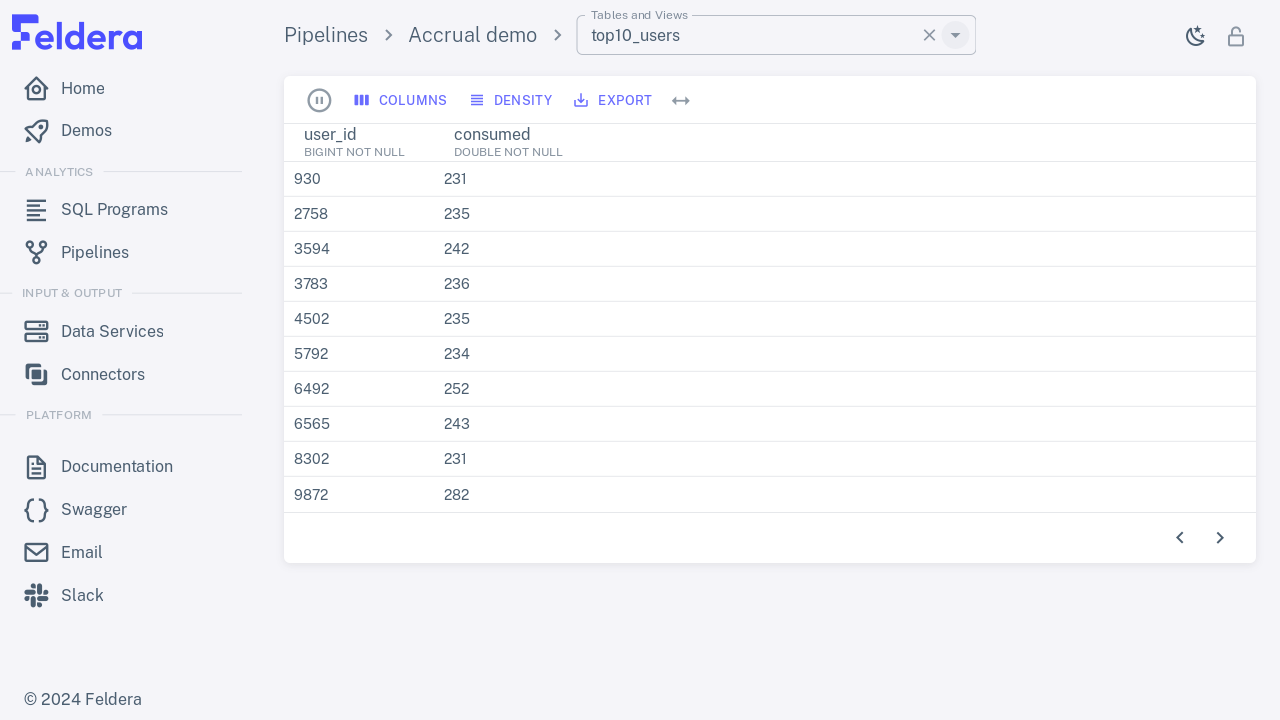 Feldera
Home
Demos
ANALYTICS
SQL Programs
Pipelines
INPUT & OUTPUT
Data Services
Connectors
PLATFORM
Documentation
Swagger
Email
Slack
© 2024 Feldera
Pipelines Accrual demo
Tables and Views
top10_users
COLUMNS DENSITY EXPORT
user_id consumed
BIGINT NOT NULL DOUBLE NOT NULL
930 231
2758 235
3594 242
3783 236
4502 235
5792 234
6492 252
6565 243
8302 231
9872 282